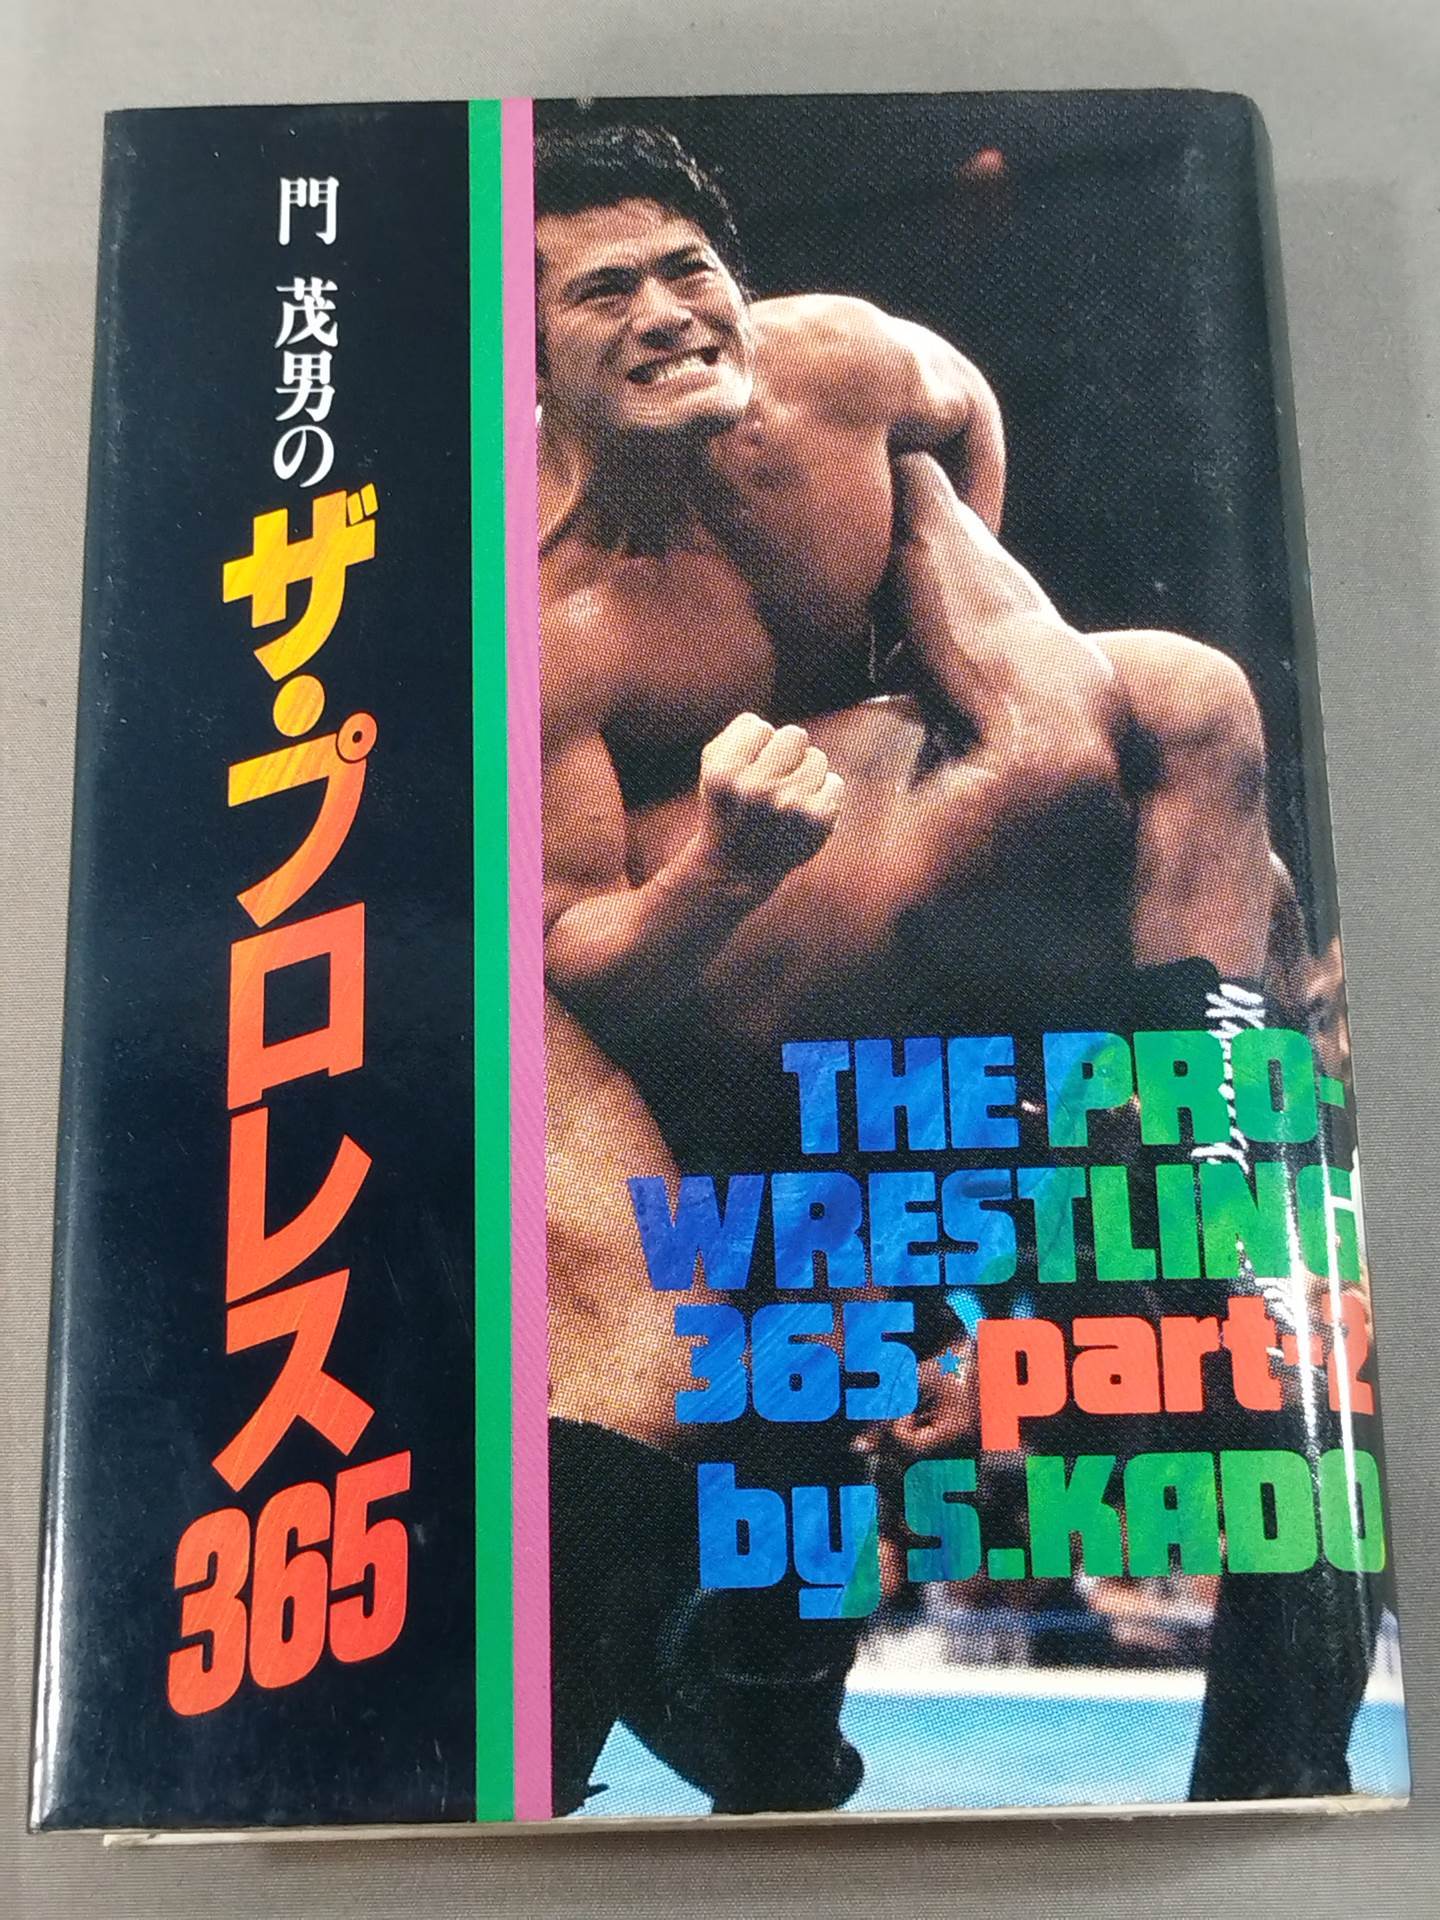 門 茂男の
ザ・プロレス365
THE PRO-
WRESTLING
365★part-2
by S.KADO